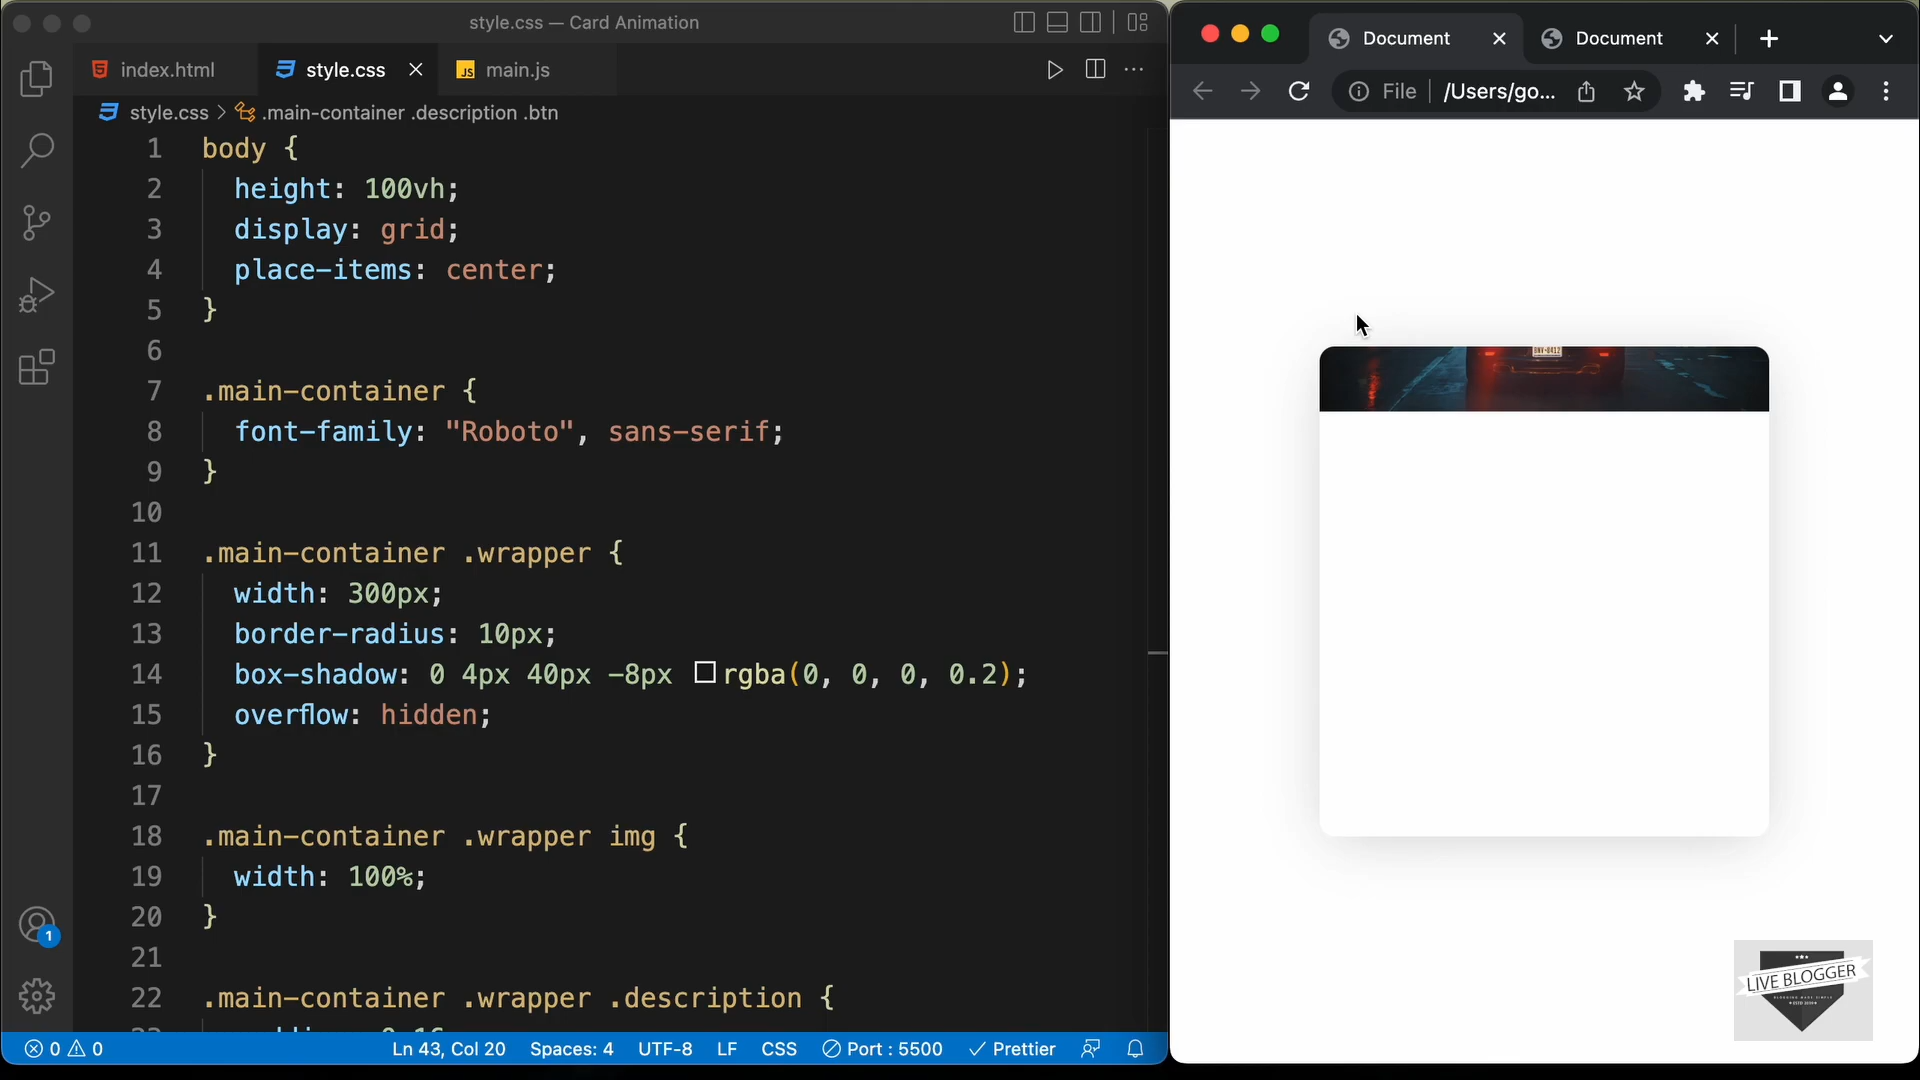 style.css — Card Animation
index.html
style.css
JS main.js
style.css > .main-container .description .btn
1 body {
2 height: 100vh;
3 display: grid;
4 place-items: center;
5 }
6
7 .main-container {
8 font-family: "Roboto", sans-serif;
9 }
10
11 .main-container .wrapper {
12 width: 300px;
13 border-radius: 10px;
14 box-shadow: 0 4px 40px -8px rgba(0, 0, 0, 0.2);
15 overflow: hidden;
16 }
17
18 .main-container .wrapper img {
19 width: 100%;
20 }
21
22 .main-container .wrapper .description {
1
0 0
Ln 43, Col 20
Spaces: 4
UTF-8
LF
CSS
Port : 5500
Prettier
Document
Document
File
/Users/go...
LIVE BLOGGER